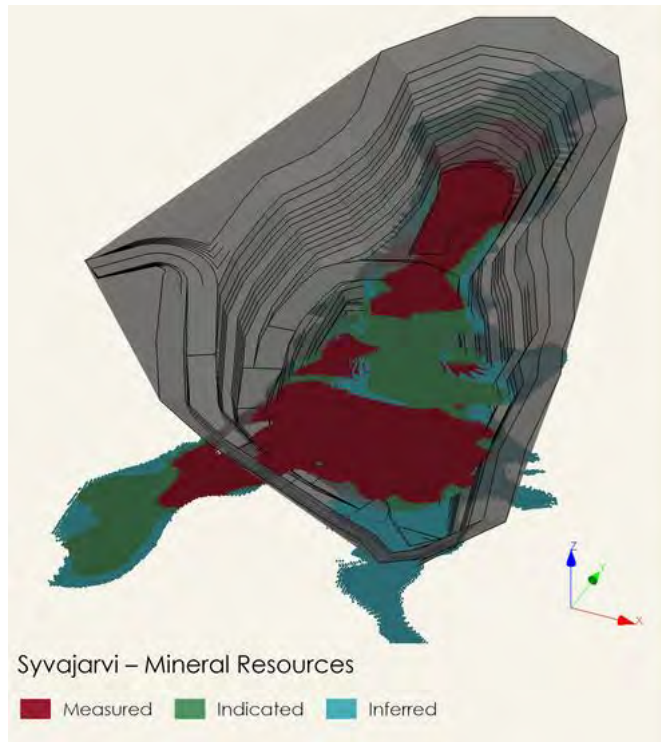 Z
Y
X
Syvajarvi – Mineral Resources
Measured
Indicated
Inferred